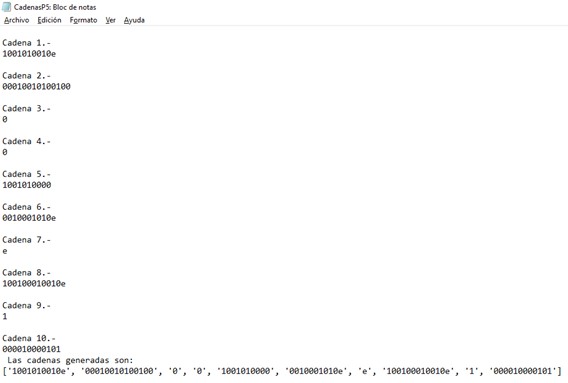 CadenasP5: Bloc de notas
Archivo Edición Formato Ver Ayuda
Cadena 1.-
1001010010e
Cadena 2.-
00010010100100
Cadena 3.-
0
Cadena 4.-
0
Cadena 5.-
1001010000
Cadena 6.-
0010001010e
Cadena 7.-
e
Cadena 8.-
100100010010e
Cadena 9.-
1
Cadena 10.-
000010000101
Las cadenas generadas son:
['1001010010e', '00010010100100', '0', '0', '1001010000', '0010001010e', 'e', '100100010010e', '1', '000010000101']